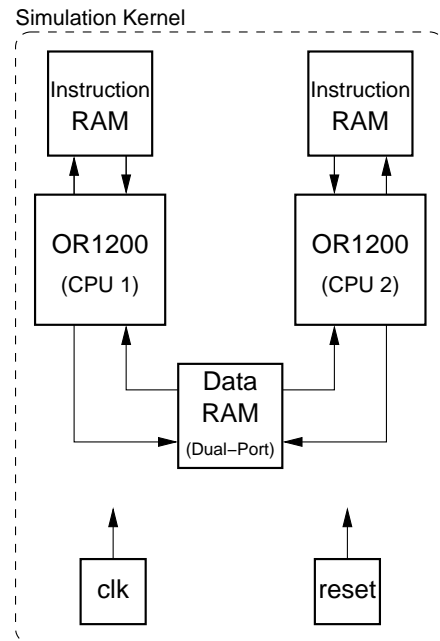 Simulation Kernel
Instruction
RAM
Instruction
RAM
OR1200
(CPU 1)
OR1200
(CPU 2)
Data
RAM
(Dual−Port)
clk
reset